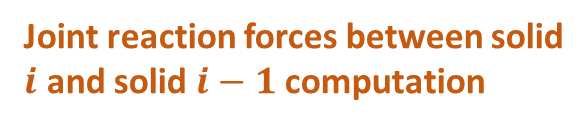 Joint reaction forces between solid
i and solid i − 1 computation